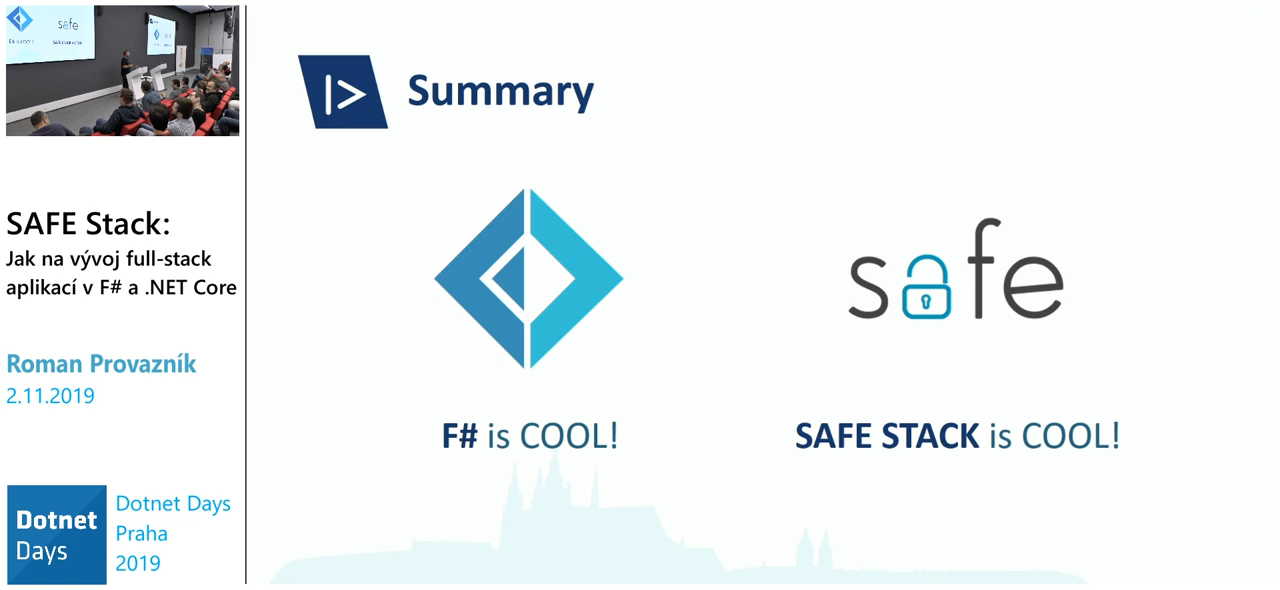 safe
SAFE Stack:
Jak na vývoj full-stack
aplikací v F# a .NET Core
Roman Provazník
2.11.2019
Dotnet
Days
Dotnet Days
Praha
2019
|> Summary
safe
F# is COOL!
SAFE STACK is COOL!